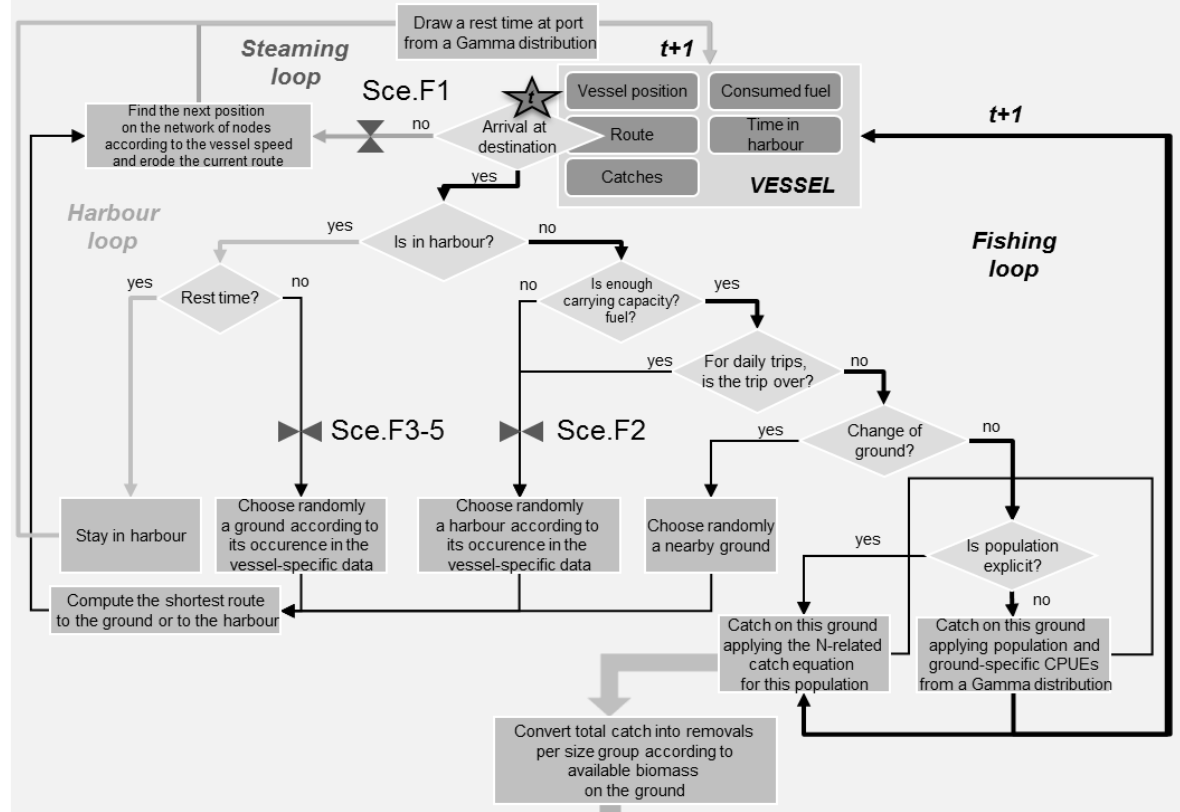 Draw a rest time at port
from a Gamma distribution
Steaming
loop
t+1
Sce.F1
t
Vessel position
Consumed fuel
Find the next position
on the network of nodes
according to the vessel speed
and erode the current route
no
Arrival at
destination
Route
Time in
harbour
t+1
Catches
VESSEL
yes
Harbour
loop
yes
Is in harbour?
no
Fishing
loop
yes
Rest time?
no
no
Is enough
carrying capacity?
fuel?
yes
yes
For daily trips,
is the trip over?
no
Sce.F3-5
Sce.F2
yes
Change of
ground?
no
Stay in harbour
Choose randomly
a ground according to
its occurence in the
vessel-specific data
Choose randomly
a harbour according to
its occurence in the
vessel-specific data
Choose randomly
a nearby ground
yes
Is population
explicit?
no
Compute the shortest route
to the ground or to the harbour
Catch on this ground
applying the N-related
catch equation
for this population
Catch on this ground
applying population and
ground-specific CPUEs
from a Gamma distribution
Convert total catch into removals
per size group according to
available biomass
on the ground